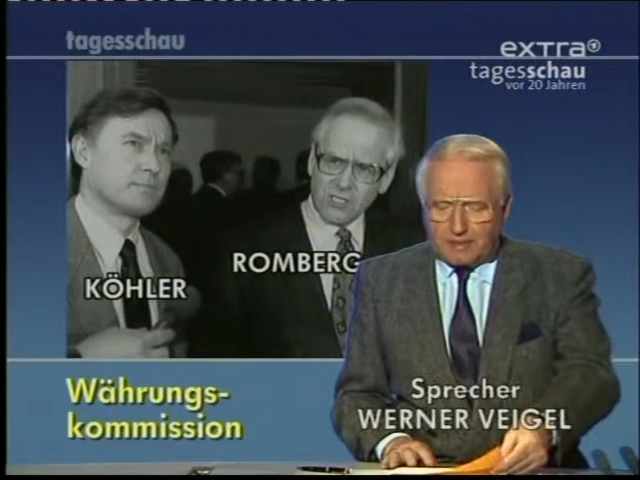 tagesschau
extra
tagesschau
vor 20 Jahren
KÖHLER
ROMBERG
Währungs-
kommission
Sprecher
WERNER VEIGEL